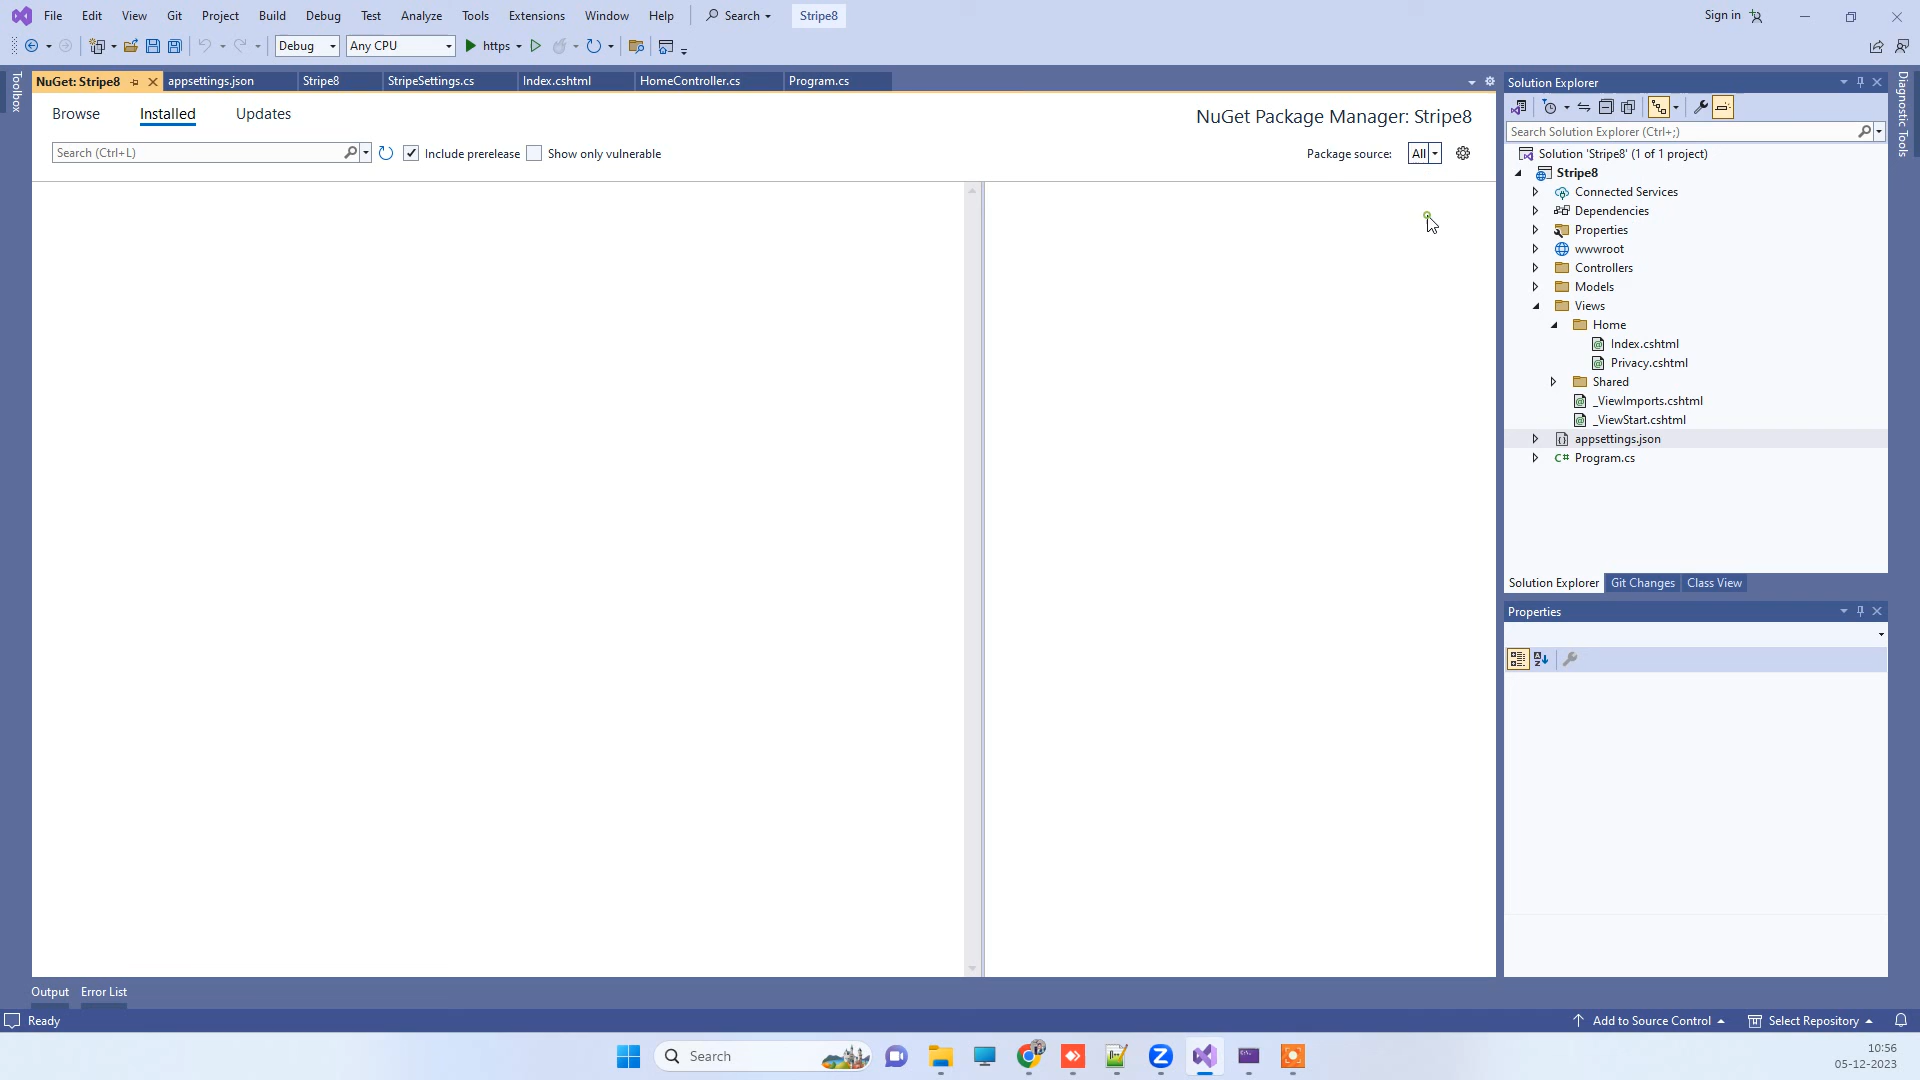 File Edit View Git Project Build Debug Test Analyze Tools Extensions Window Help Search Stripe8 Sign in
Debug Any CPU https
Toolbox
NuGet: Stripe8 appsettings.json Stripe8 StripeSettings.cs Index.cshtml HomeController.cs Program.cs
Browse Installed Updates
NuGet Package Manager: Stripe8
Search (Ctrl+L) Include prerelease Show only vulnerable
Package source: All
Solution Explorer
Search Solution Explorer (Ctrl+;)
Solution 'Stripe8' (1 of 1 project)
Stripe8
Connected Services
Dependencies
Properties
wwwroot
Controllers
Models
Views
Home
Index.cshtml
Privacy.cshtml
Shared
_ViewImports.cshtml
_ViewStart.cshtml
appsettings.json
C# Program.cs
Solution Explorer Git Changes Class View
Properties
Diagnostic Tools
Output Error List
Ready
Add to Source Control Select Repository
Search
10:56
05-12-2023